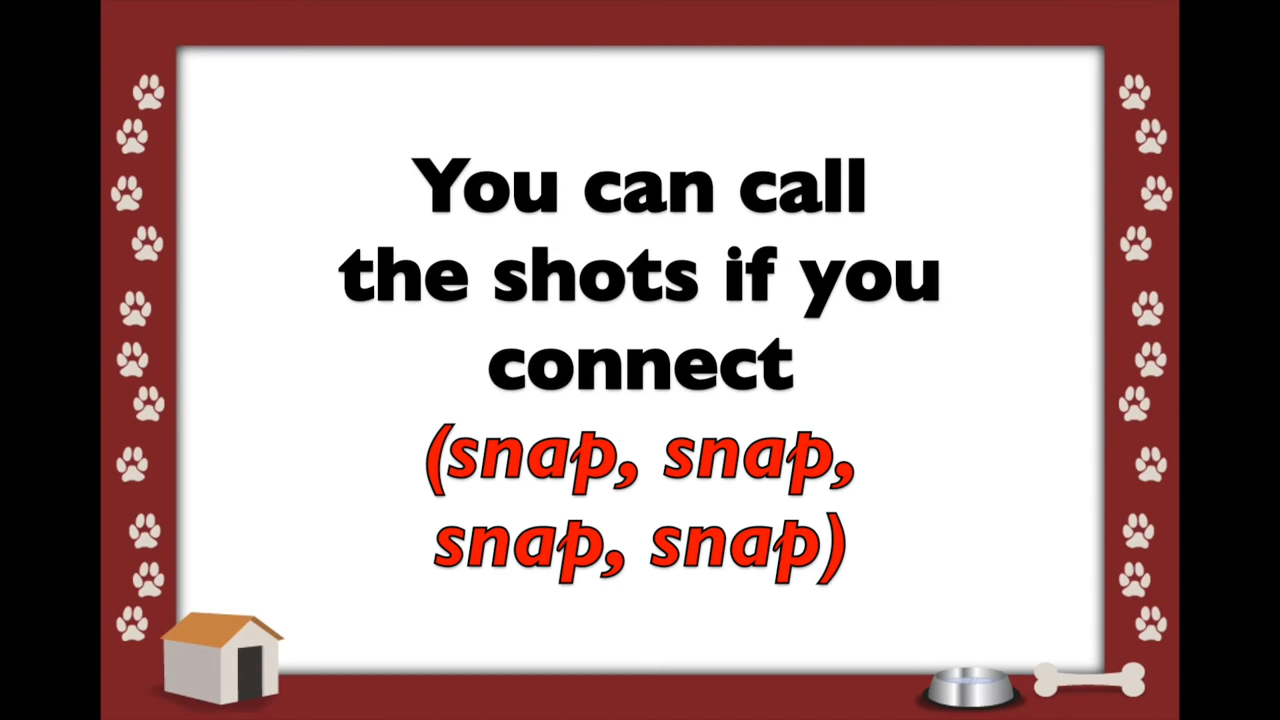 You can call
the shots if you
connect
(snap, snap,
snap, snap)